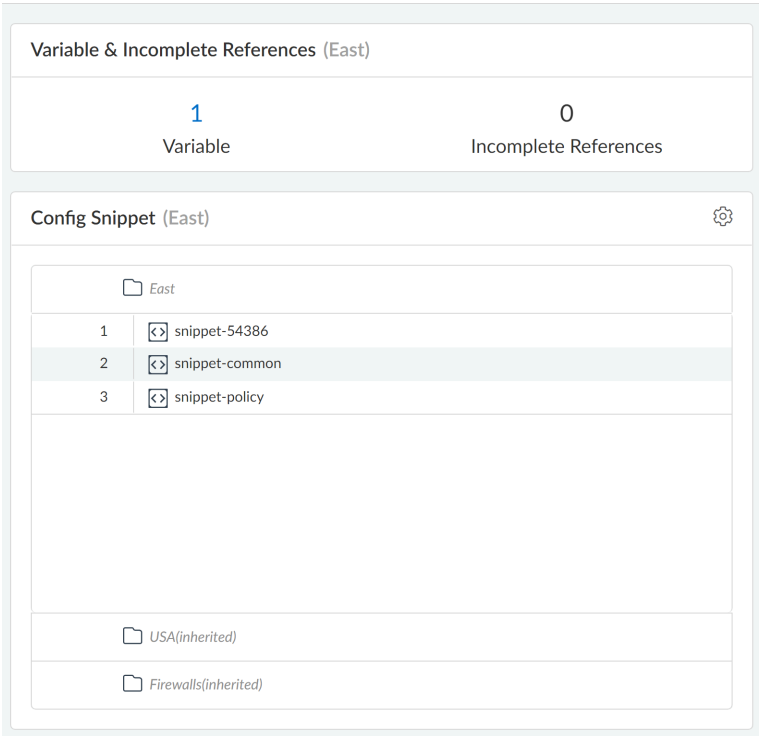 Variable & Incomplete References (East)
1 0
Variable Incomplete References
Config Snippet (East)
East
1 snippet-54386
2 snippet-common
3 snippet-policy
USA(inherited)
Firewalls(inherited)